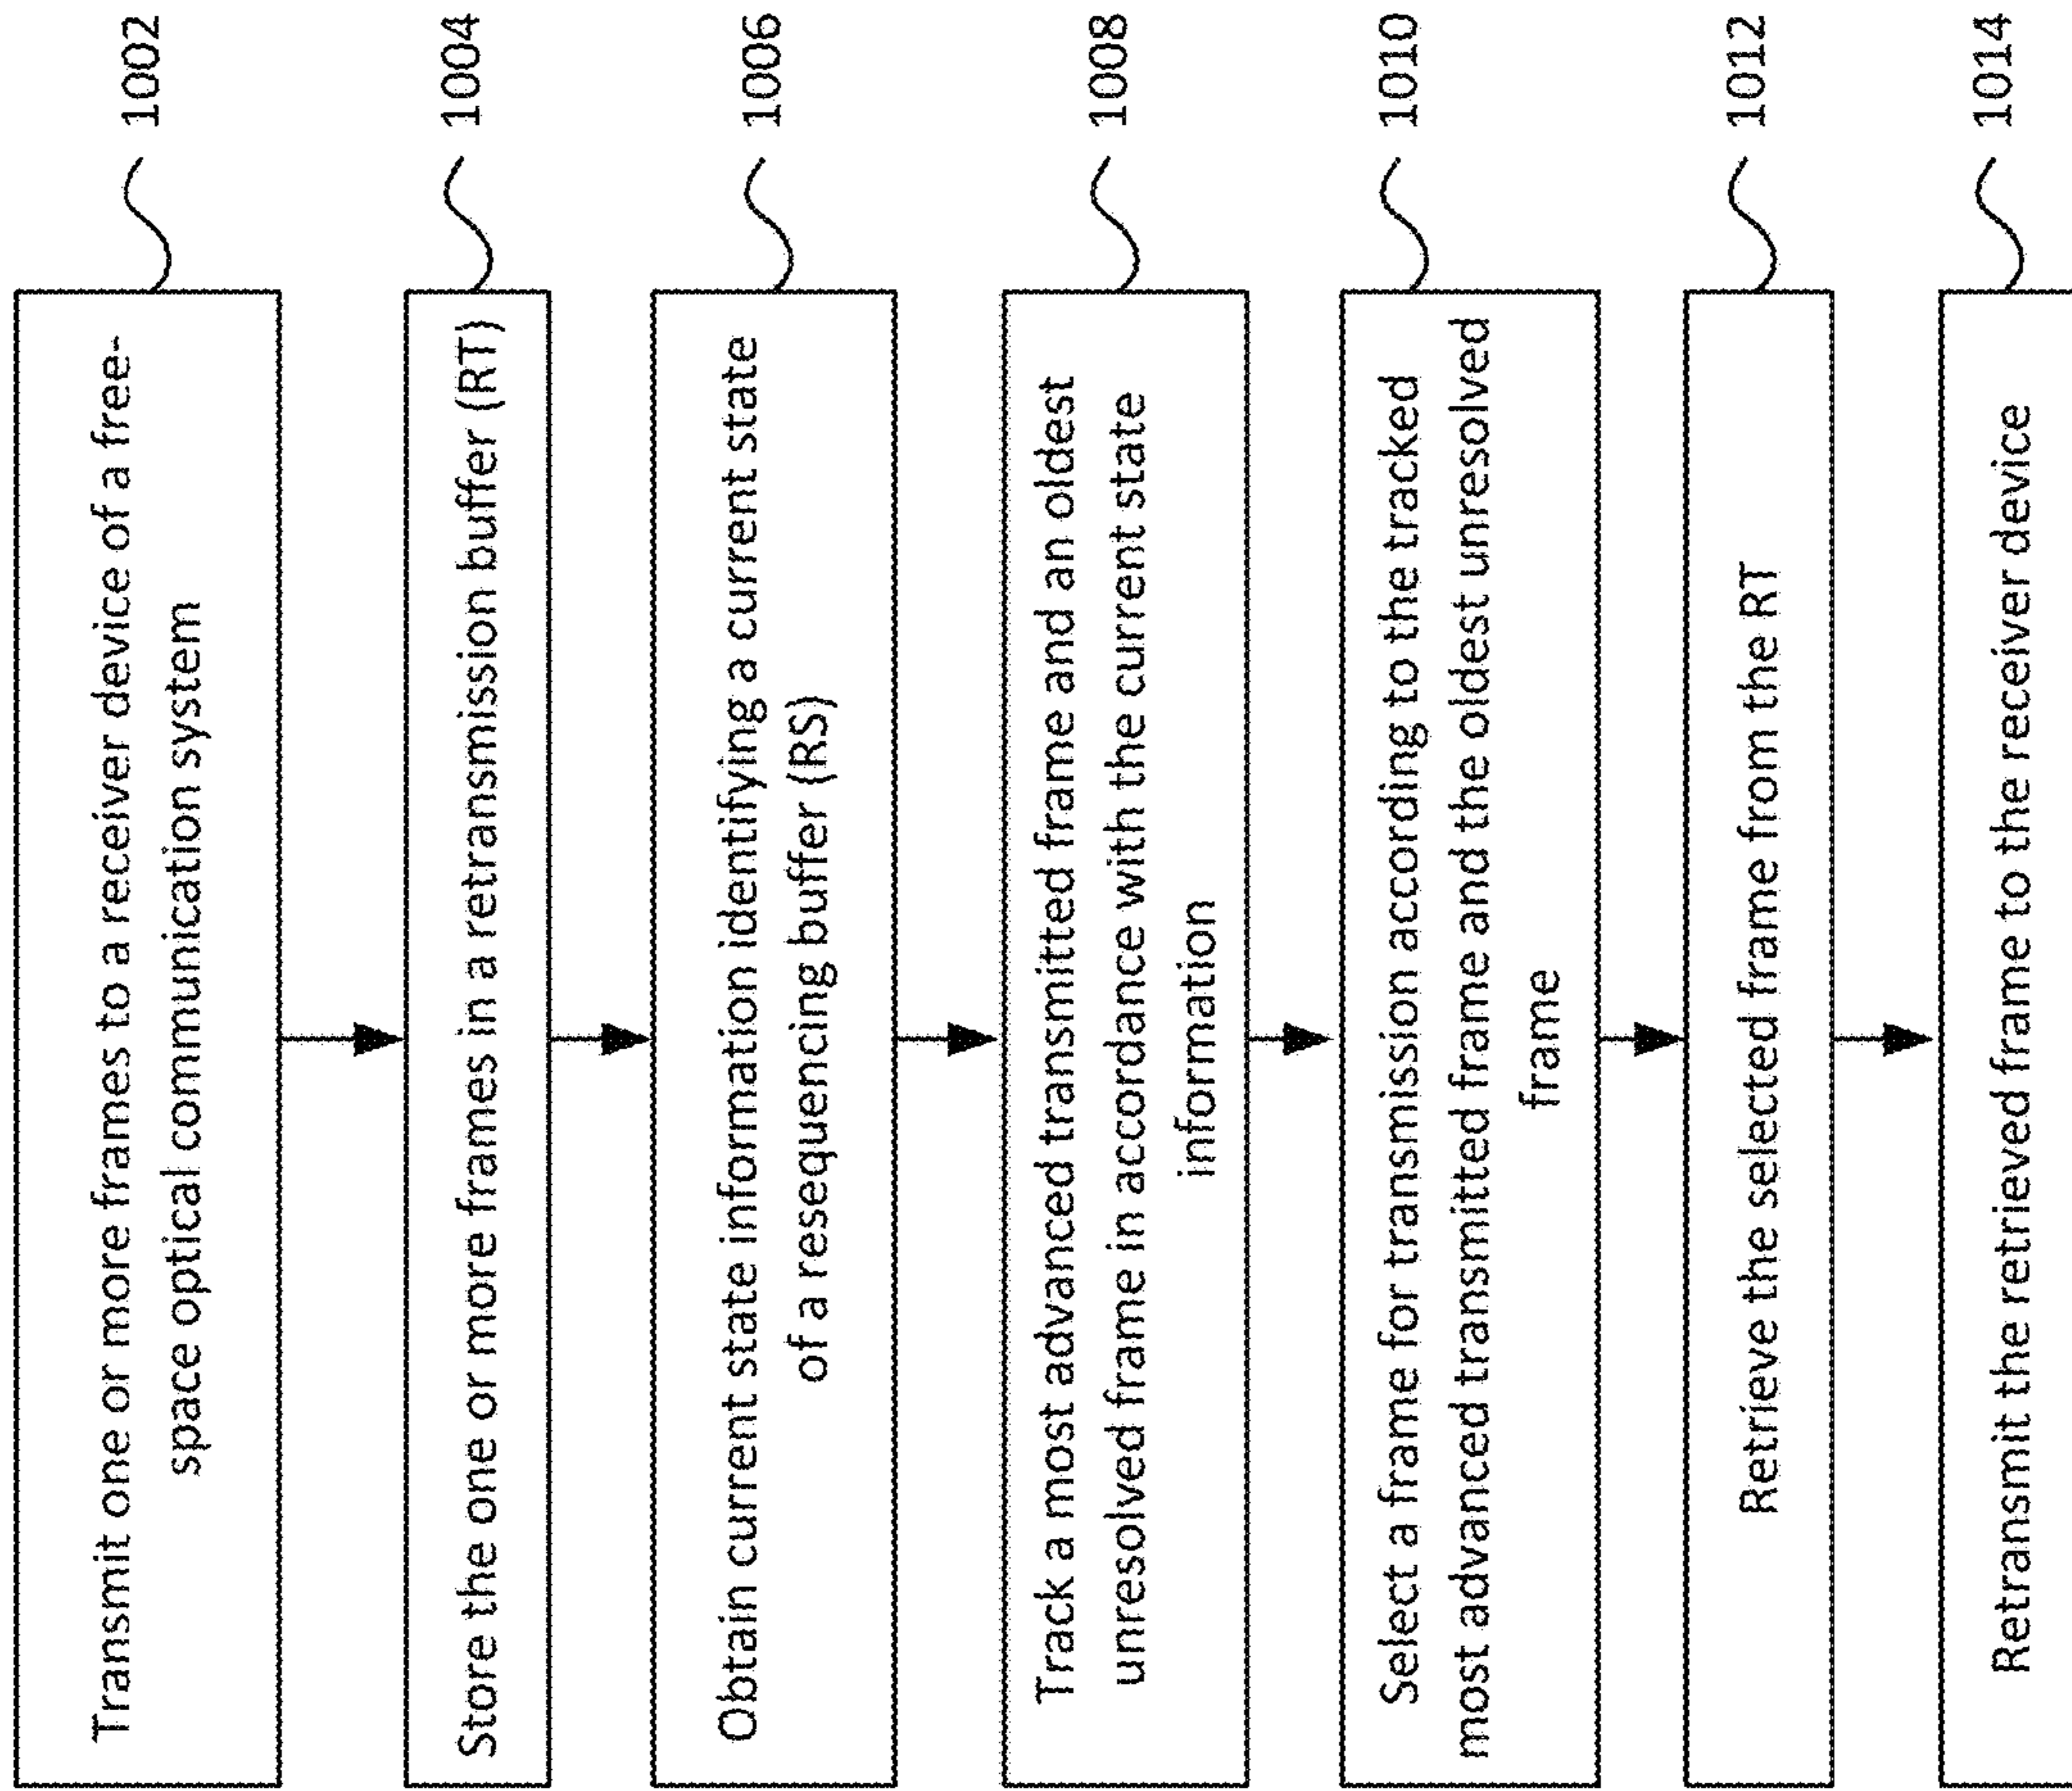 Transmit one or more frames to a receiver device of a free-
space optical communication system
1002
Store the one or more frames in a retransmission buffer (RT)
1004
Obtain current state information identifying a current state
of a resequencing buffer (RS)
1006
Track a most advanced transmitted frame and an oldest
unresolved frame in accordance with the current state
information
1008
Select a frame for transmission according to the tracked
most advanced transmitted frame and the oldest unresolved
frame
1010
Retrieve the selected frame from the RT
1012
Retransmit the retrieved frame to the receiver device
1014